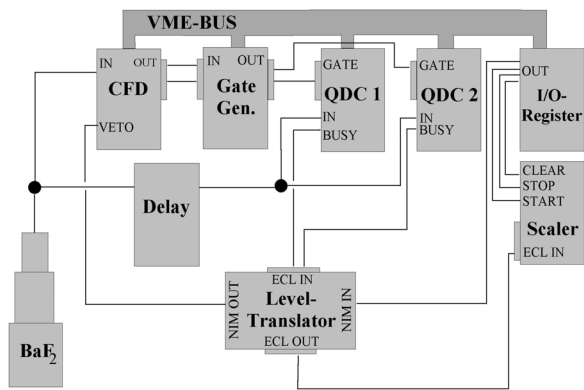 VME-BUS
IN OUT
CFD
VETO
IN OUT
Gate
Gen.
GATE
QDC 1
IN
BUSY
GATE
QDC 2
IN
BUSY
OUT
I/O-
Register
CLEAR
STOP
START
Scaler
ECL IN
Delay
ECL IN
NIM OUT
Level-
Translator
NIM IN
ECL OUT
BaF2